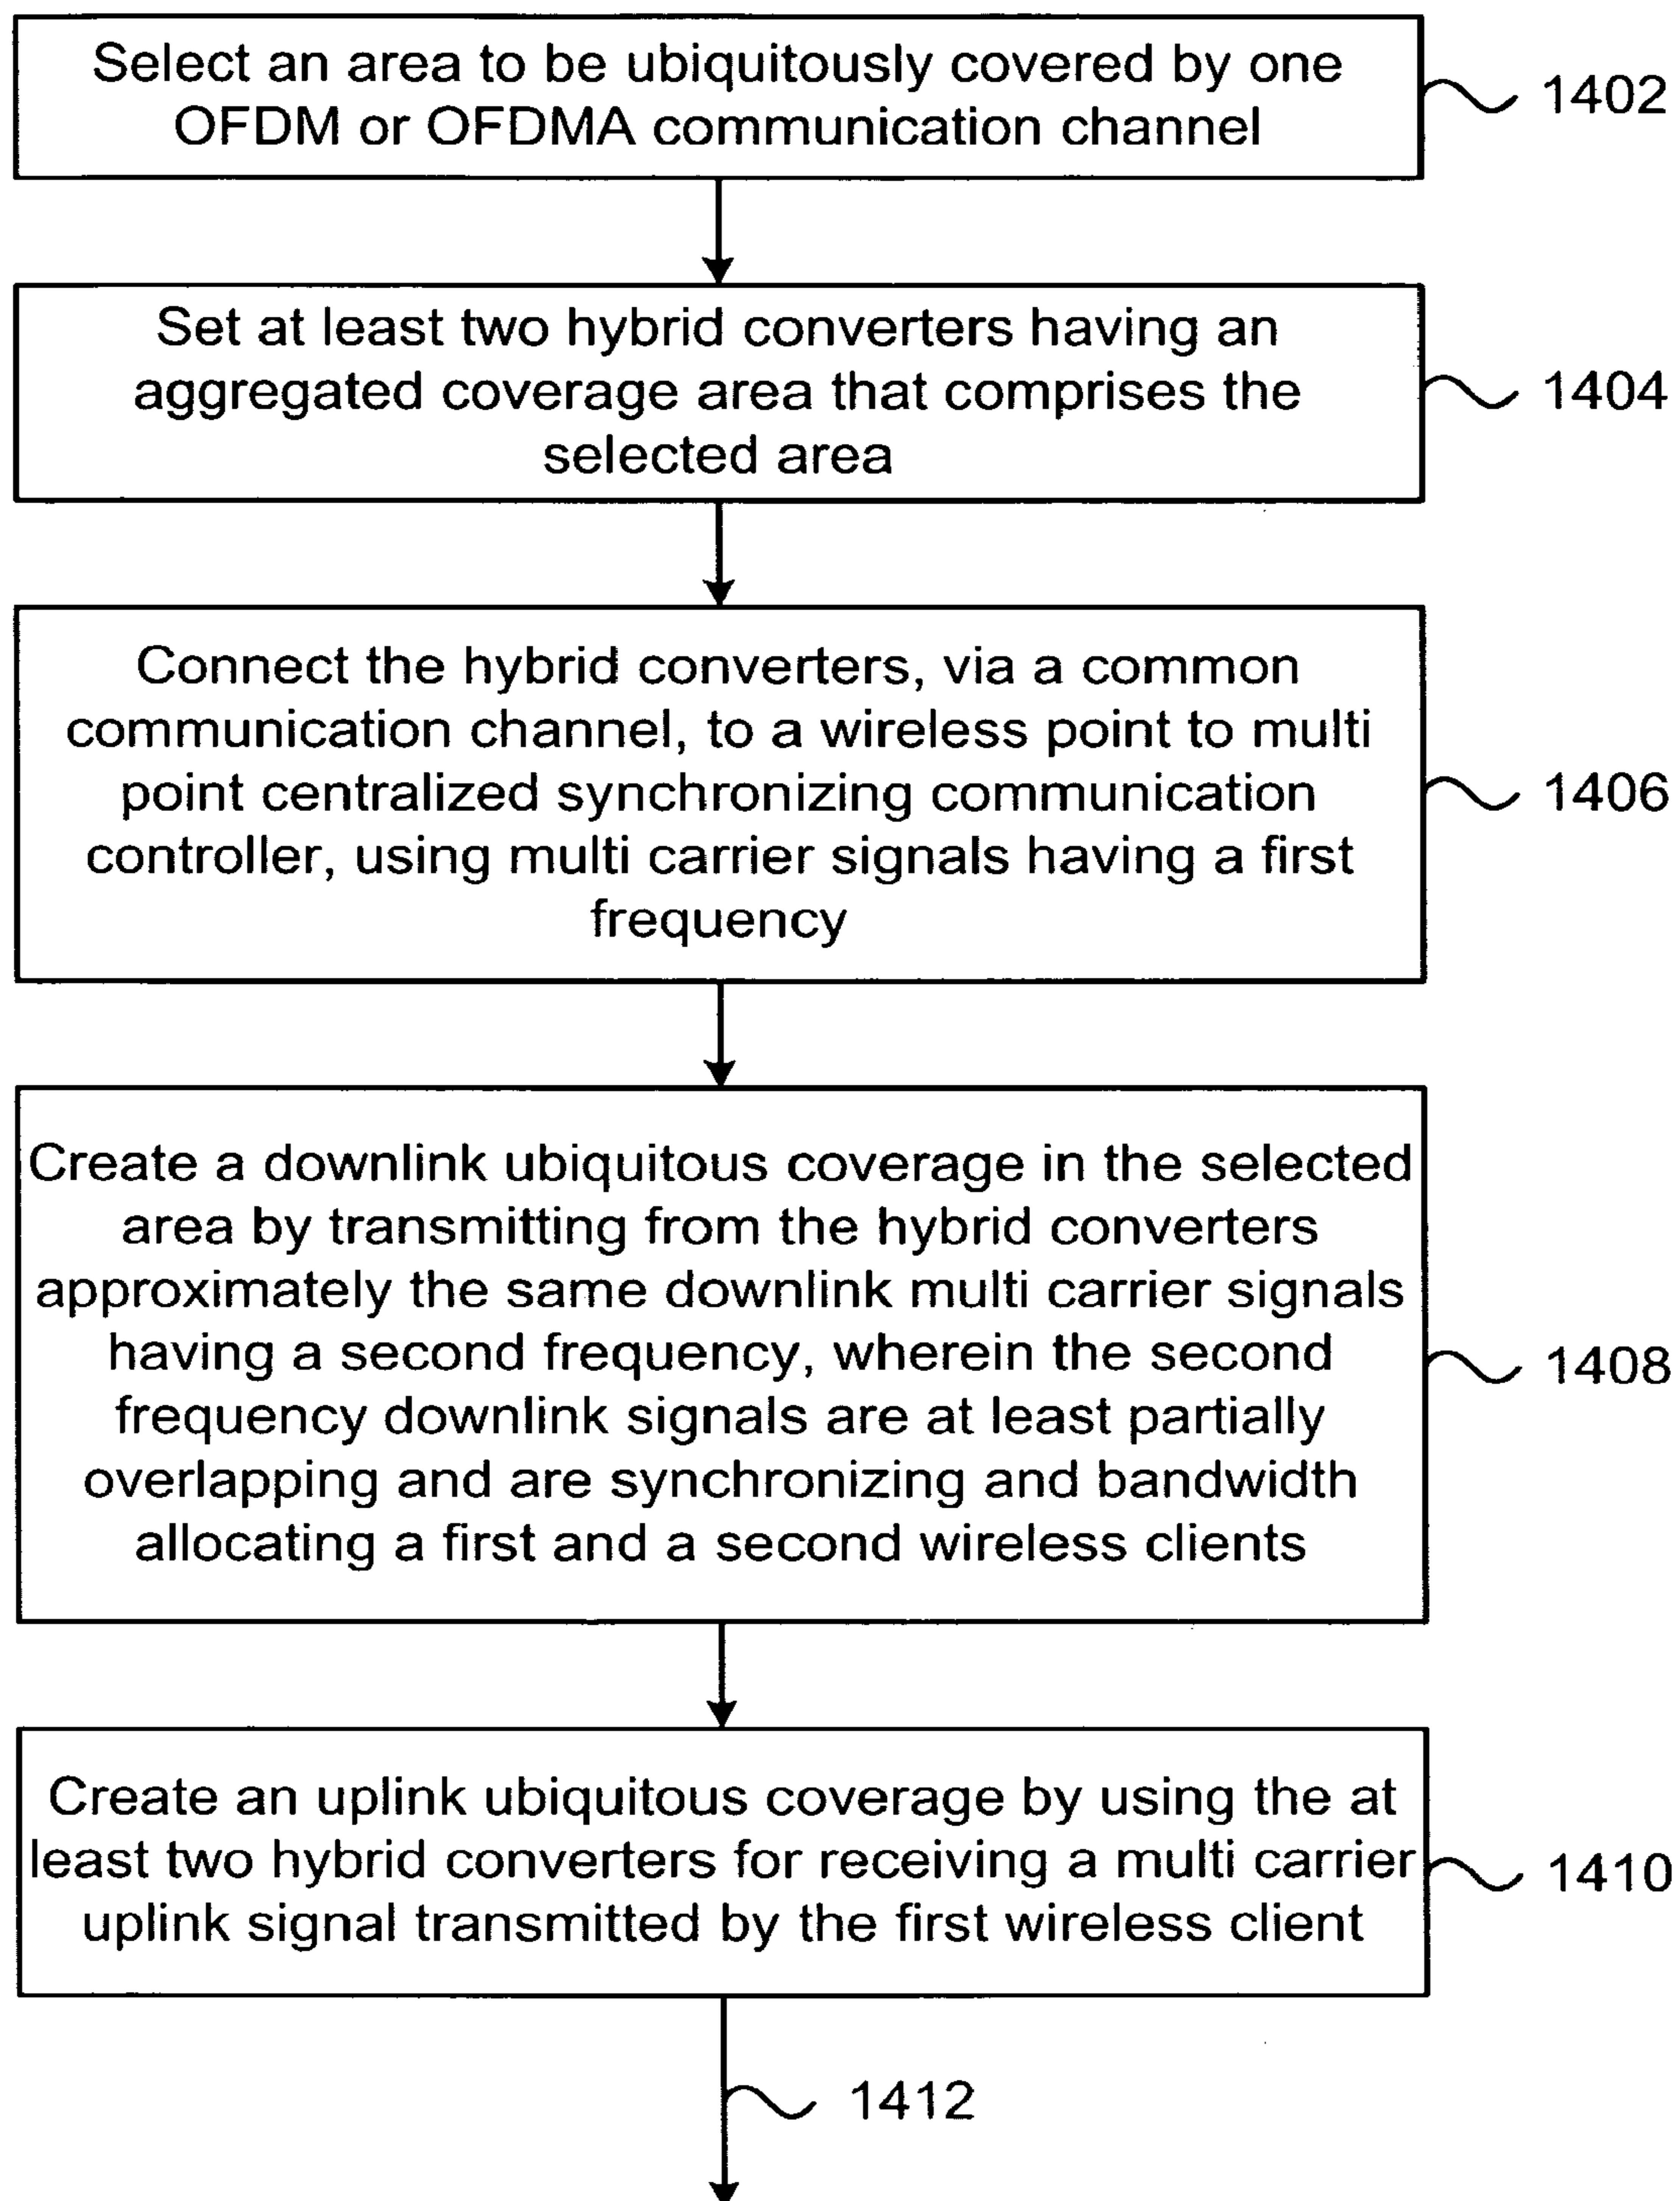 Select an area to be ubiquitously covered by one
OFDM or OFDMA communication channel
1402
Set at least two hybrid converters having an
aggregated coverage area that comprises the
selected area
1404
Connect the hybrid converters, via a common
communication channel, to a wireless point to multi
point centralized synchronizing communication
controller, using multi carrier signals having a first
frequency
1406
Create a downlink ubiquitous coverage in the selected
area by transmitting from the hybrid converters
approximately the same downlink multi carrier signals
having a second frequency, wherein the second
frequency downlink signals are at least partially
overlapping and are synchronizing and bandwidth
allocating a first and a second wireless clients
1408
Create an uplink ubiquitous coverage by using the at
least two hybrid converters for receiving a multi carrier
uplink signal transmitted by the first wireless client
1410
1412